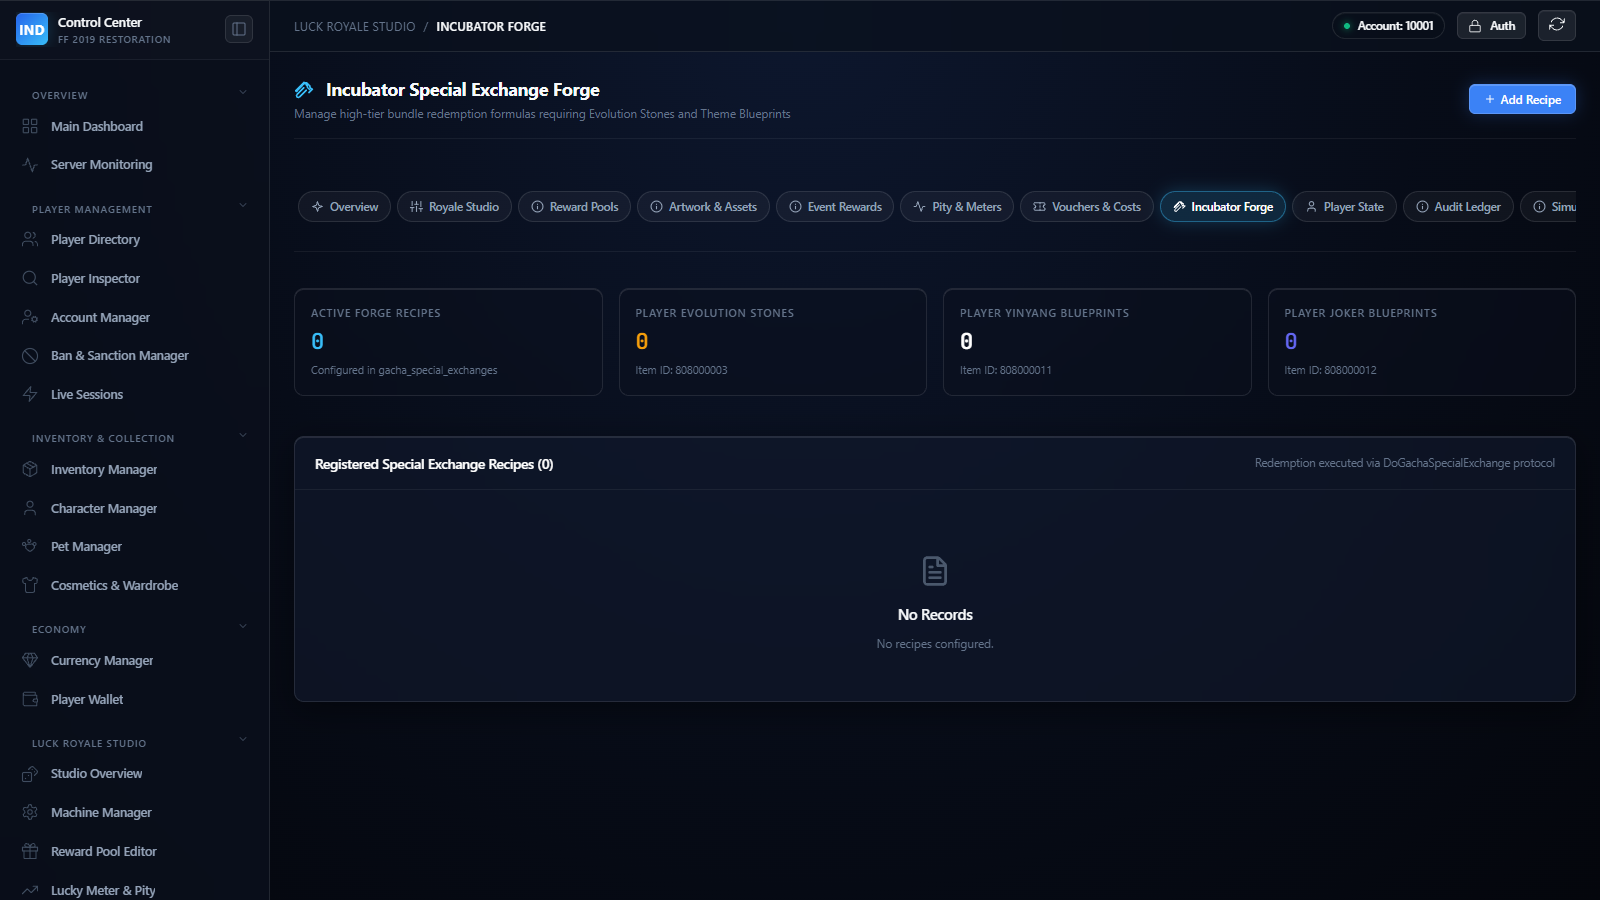 IND
Control Center
FF 2019 RESTORATION
OVERVIEW
Main Dashboard
Server Monitoring
PLAYER MANAGEMENT
Player Directory
Player Inspector
Account Manager
Ban & Sanction Manager
Live Sessions
INVENTORY & COLLECTION
Inventory Manager
Character Manager
Pet Manager
Cosmetics & Wardrobe
ECONOMY
Currency Manager
Player Wallet
LUCK ROYALE STUDIO
Studio Overview
Machine Manager
Reward Pool Editor
Lucky Meter & Pity
LUCK ROYALE STUDIO / INCUBATOR FORGE
Account: 10001
Auth
Incubator Special Exchange Forge
Manage high-tier bundle redemption formulas requiring Evolution Stones and Theme Blueprints
+ Add Recipe
Overview
Royale Studio
Reward Pools
Artwork & Assets
Event Rewards
Pity & Meters
Vouchers & Costs
Incubator Forge
Player State
Audit Ledger
Simu
ACTIVE FORGE RECIPES
0
Configured in gacha_special_exchanges
PLAYER EVOLUTION STONES
0
Item ID: 808000003
PLAYER YINYANG BLUEPRINTS
0
Item ID: 808000011
PLAYER JOKER BLUEPRINTS
0
Item ID: 808000012
Registered Special Exchange Recipes (0)
Redemption executed via DoGachaSpecialExchange protocol
No Records
No recipes configured.